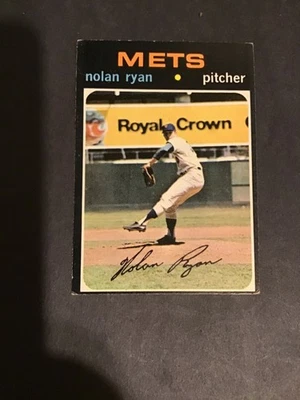 METS
nolan ryan • pitcher
Royal Crown
Nolan Ryan